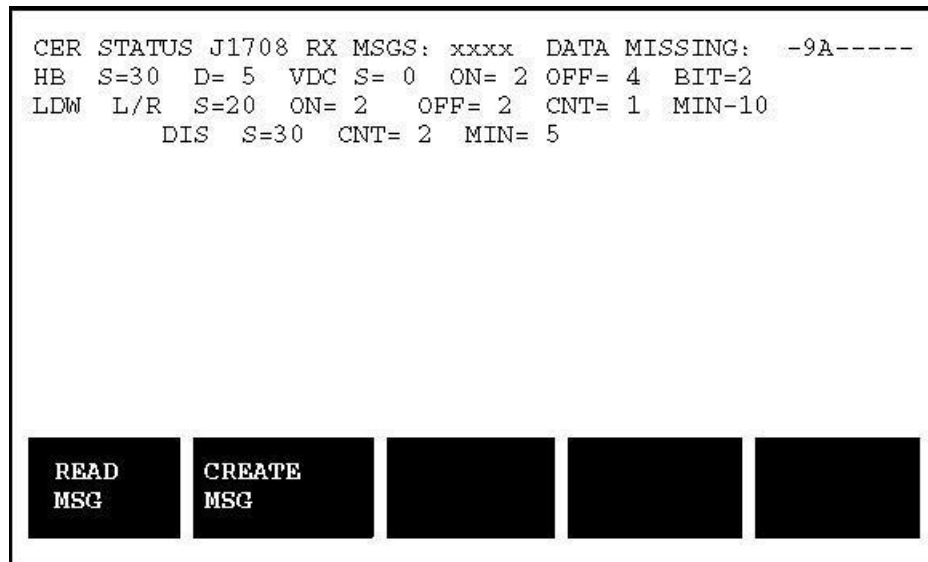 CER STATUS J1708 RX MSGS: xxxx DATA MISSING: -9A-----
HB S=30 D= 5 VDC S= 0 ON= 2 OFF= 4 BIT=2
LDW L/R S=20 ON= 2 OFF= 2 CNT= 1 MIN-10
DIS S=30 CNT= 2 MIN= 5
READ
MSG
CREATE
MSG